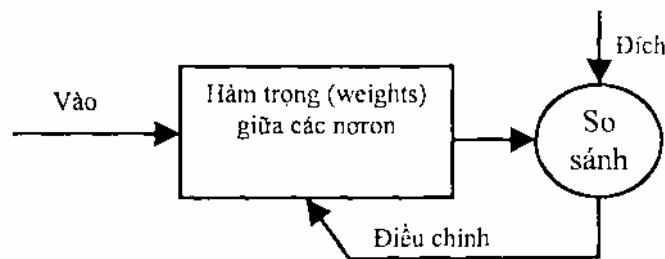 Đích
Vào
Hàm trọng (weights)
giữa các nơron
So
sánh
Điều chỉnh